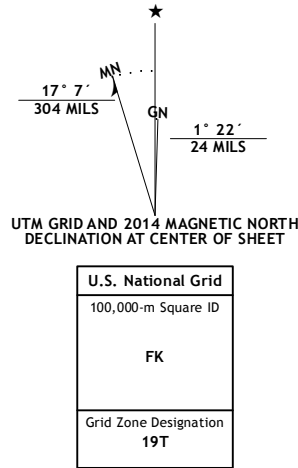 ★
MN
GN
17° 7´
304 MILS
1° 22´
24 MILS
UTM GRID AND 2014 MAGNETIC NORTH
DECLINATION AT CENTER OF SHEET
U.S. National Grid
100,000-m Square ID
FK
Grid Zone Designation
19T